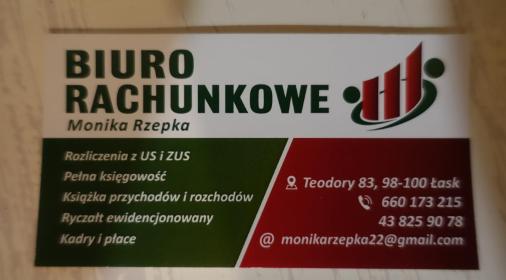 BIURO
RACHUNKOWE
Monika Rzepka
Rozliczenia z US i ZUS
Pełna księgowość
Książka przychodów i rozchodów
Ryczałt ewidencjonowany
Kadry i płace
Teodory 83, 98-100 Łask
660 173 215
43 825 90 78
@ monikarzepka22@gmail.com